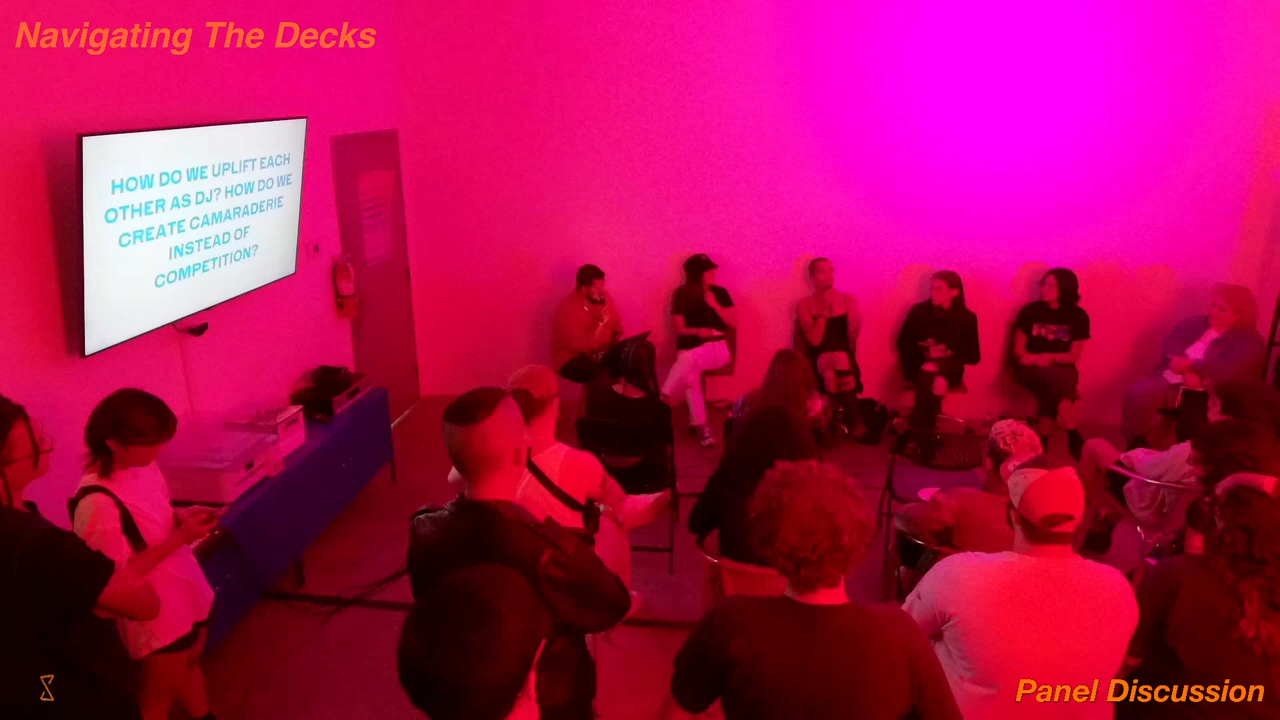 Navigating The Decks
HOW DO WE UPLIFT EACH
OTHER AS DJ? HOW DO WE
CREATE CAMARADERIE
INSTEAD OF
COMPETITION?
Panel Discussion